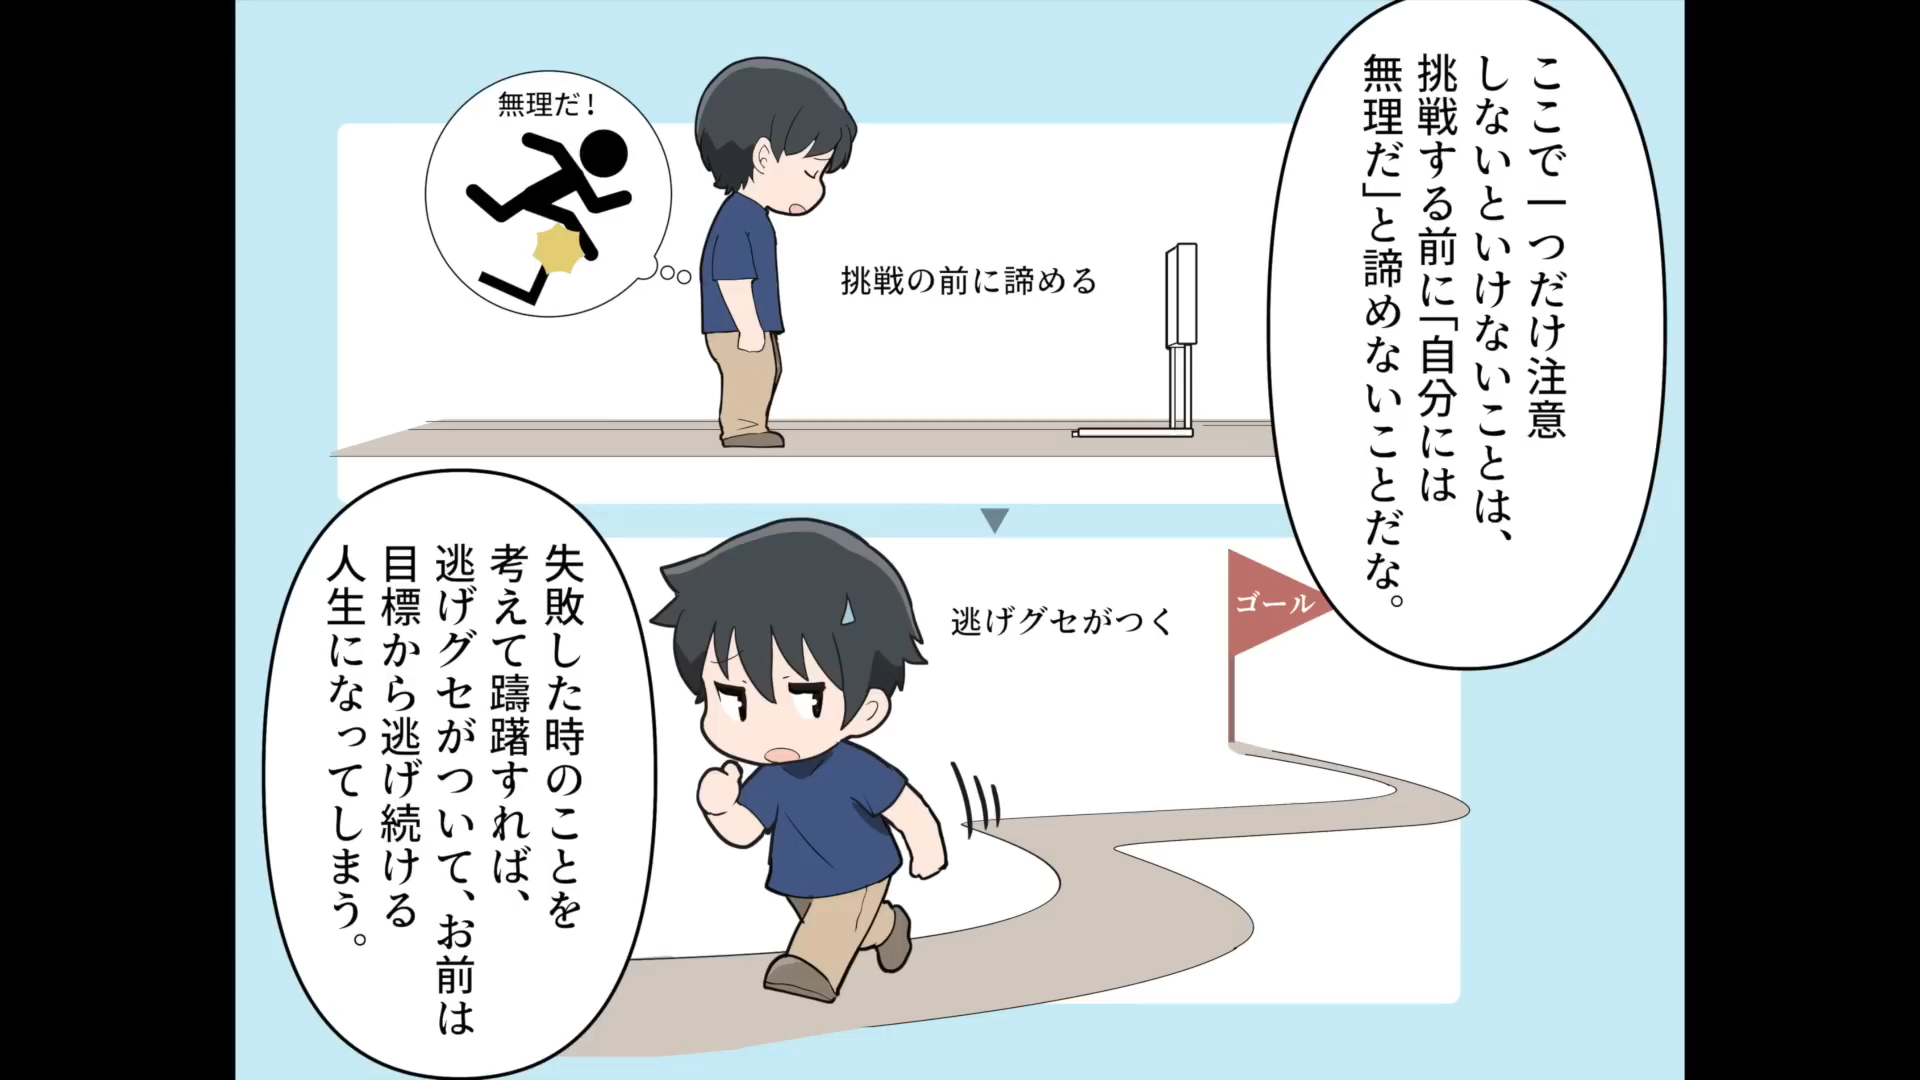 ここで一つだけ注意
しないといけないことは、
挑戦する前に「自分には
無理だ」と諦めないことだな。
無理だ！
挑戦の前に諦める
逃げグセがつく
ゴール
失敗した時のことを
考えて躊躇すれば、
逃げグセがついて、お前は
目標から逃げ続ける
人生になってしまう。